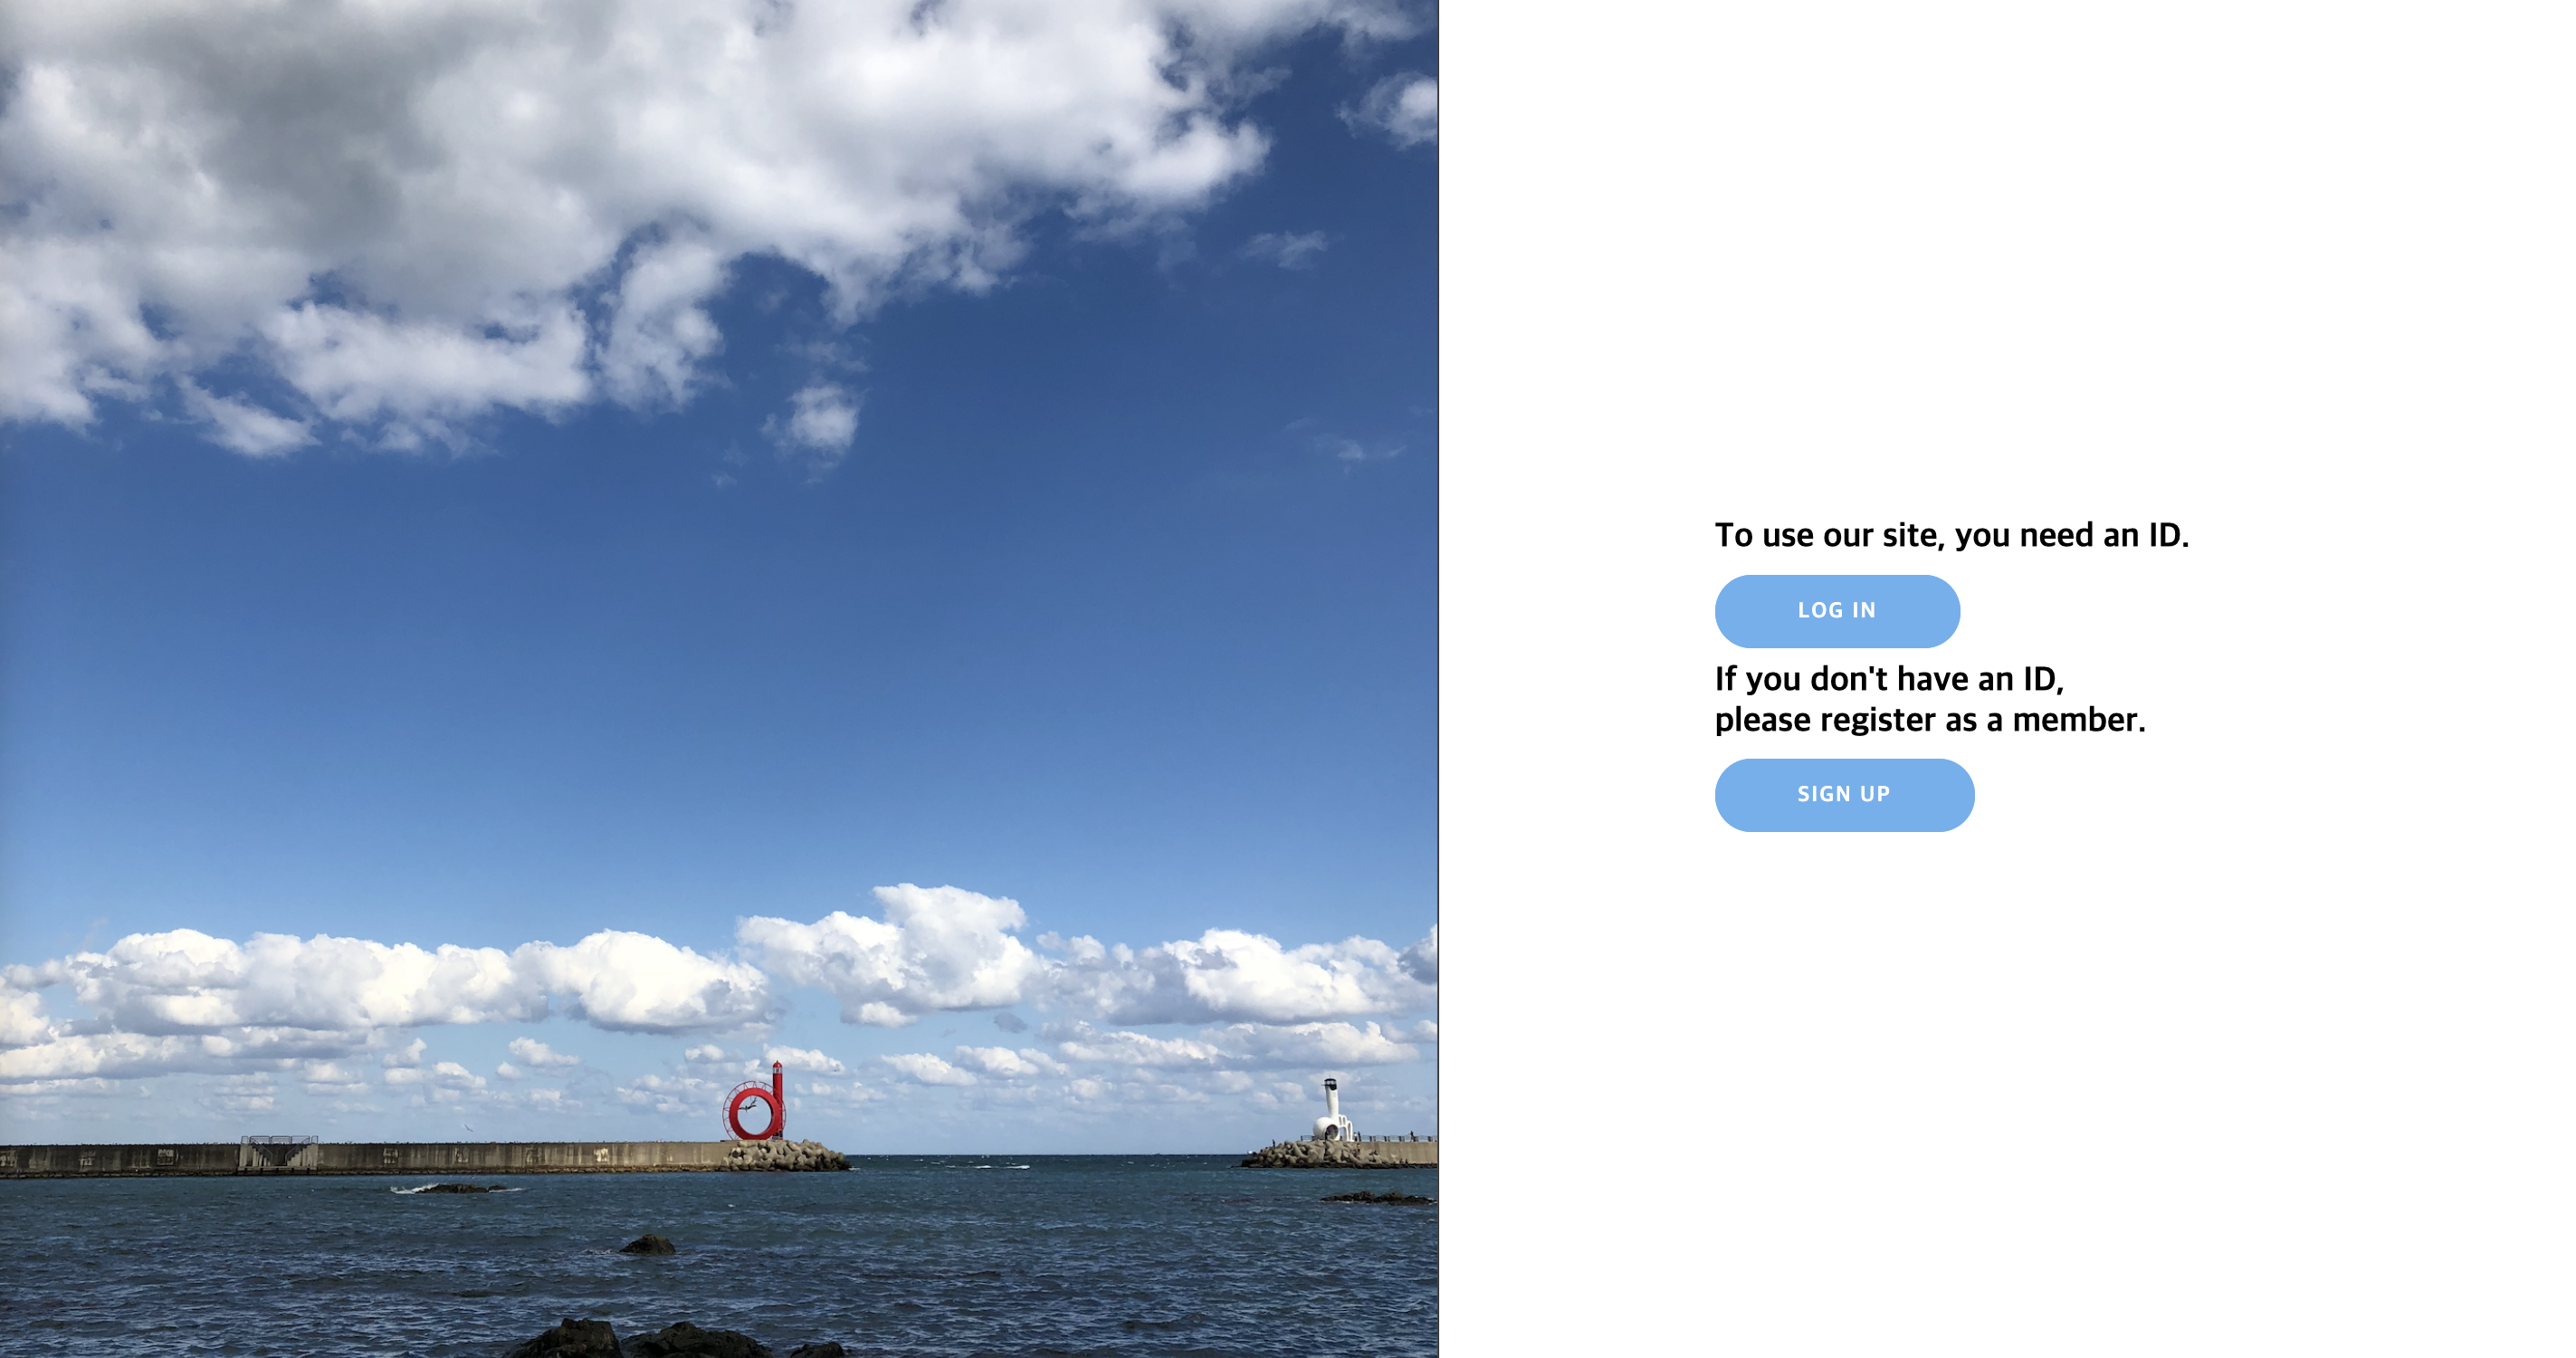 To use our site, you need an ID.
LOG IN
If you don't have an ID,
please register as a member.
SIGN UP